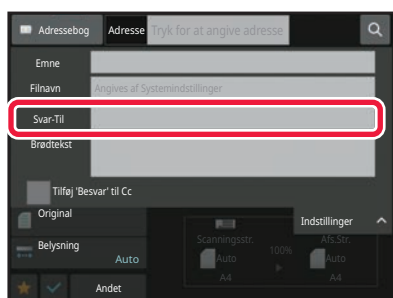 Adressebog Adresse Tryk for at angive adresse
Emne
Filnavn Angives af Systemindstillinger
Svar-Til
Brødtekst
Tilføj 'Besvar' til Cc
Original
Indstillinger
Belysning
Auto
Scanningsstr. 100% Afs.Str.
Auto Auto
A4 A4
Andet